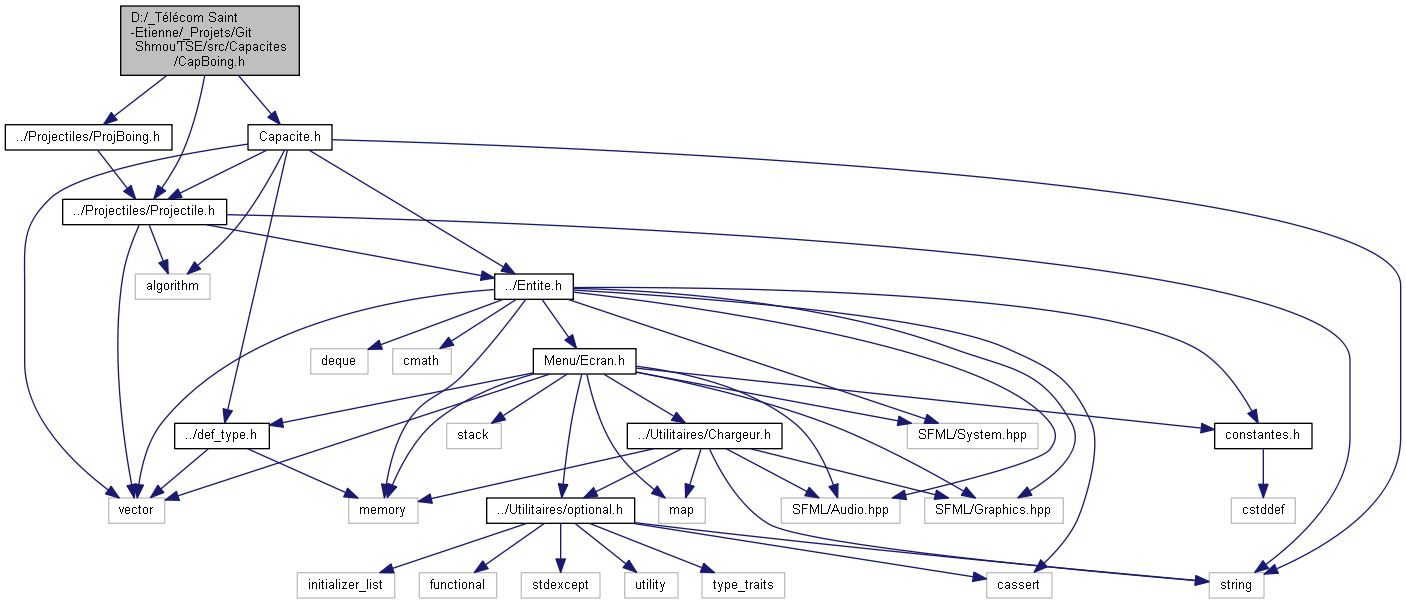 D:/_Télécom Saint
-Etienne/_Projets/Git
Shmou'TSE/src/Capacites
/CapBoing.h
../Projectiles/ProjBoing.h
Capacite.h
../Projectiles/Projectile.h
algorithm
../Entite.h
deque
cmath
Menu/Ecran.h
../def_type.h
stack
../Utilitaires/Chargeur.h
SFML/System.hpp
constantes.h
vector
memory
../Utilitaires/optional.h
map
SFML/Audio.hpp
SFML/Graphics.hpp
cstddef
initializer_list
functional
stdexcept
utility
type_traits
cassert
string